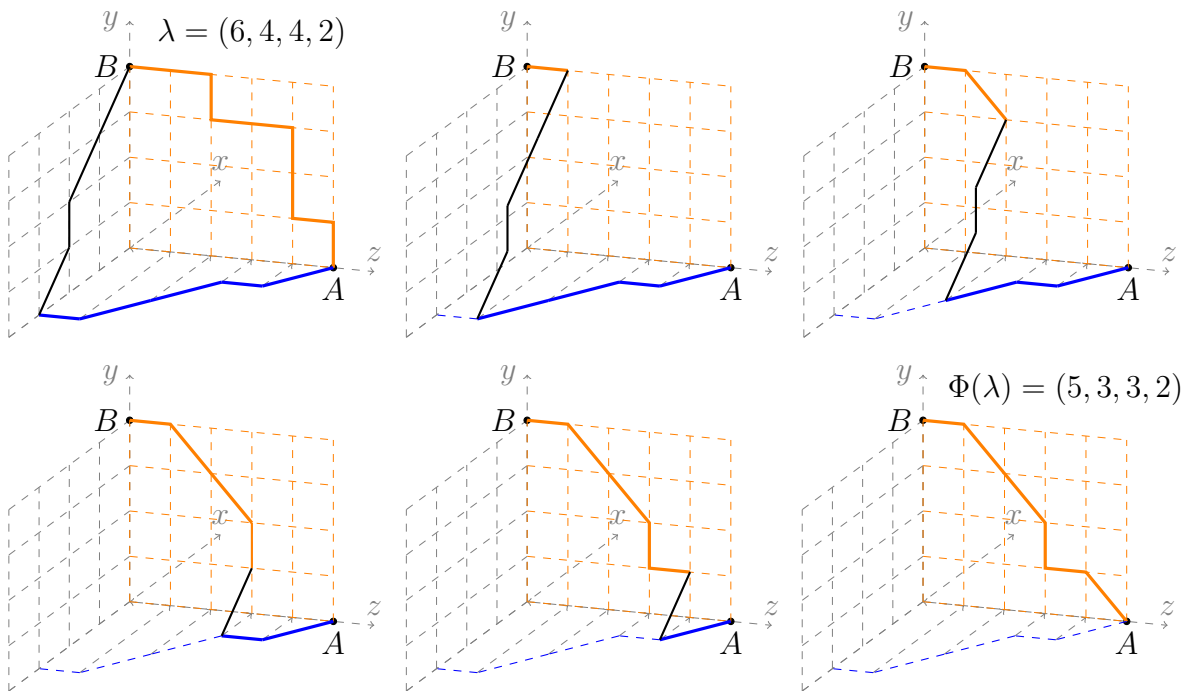 y λ = (6, 4, 4, 2)
B
x
z
A
y
B
x
z
A
y
B
x
z
A
y
B
x
z
A
y
B
x
z
A
y Φ(λ) = (5, 3, 3, 2)
B
x
z
A